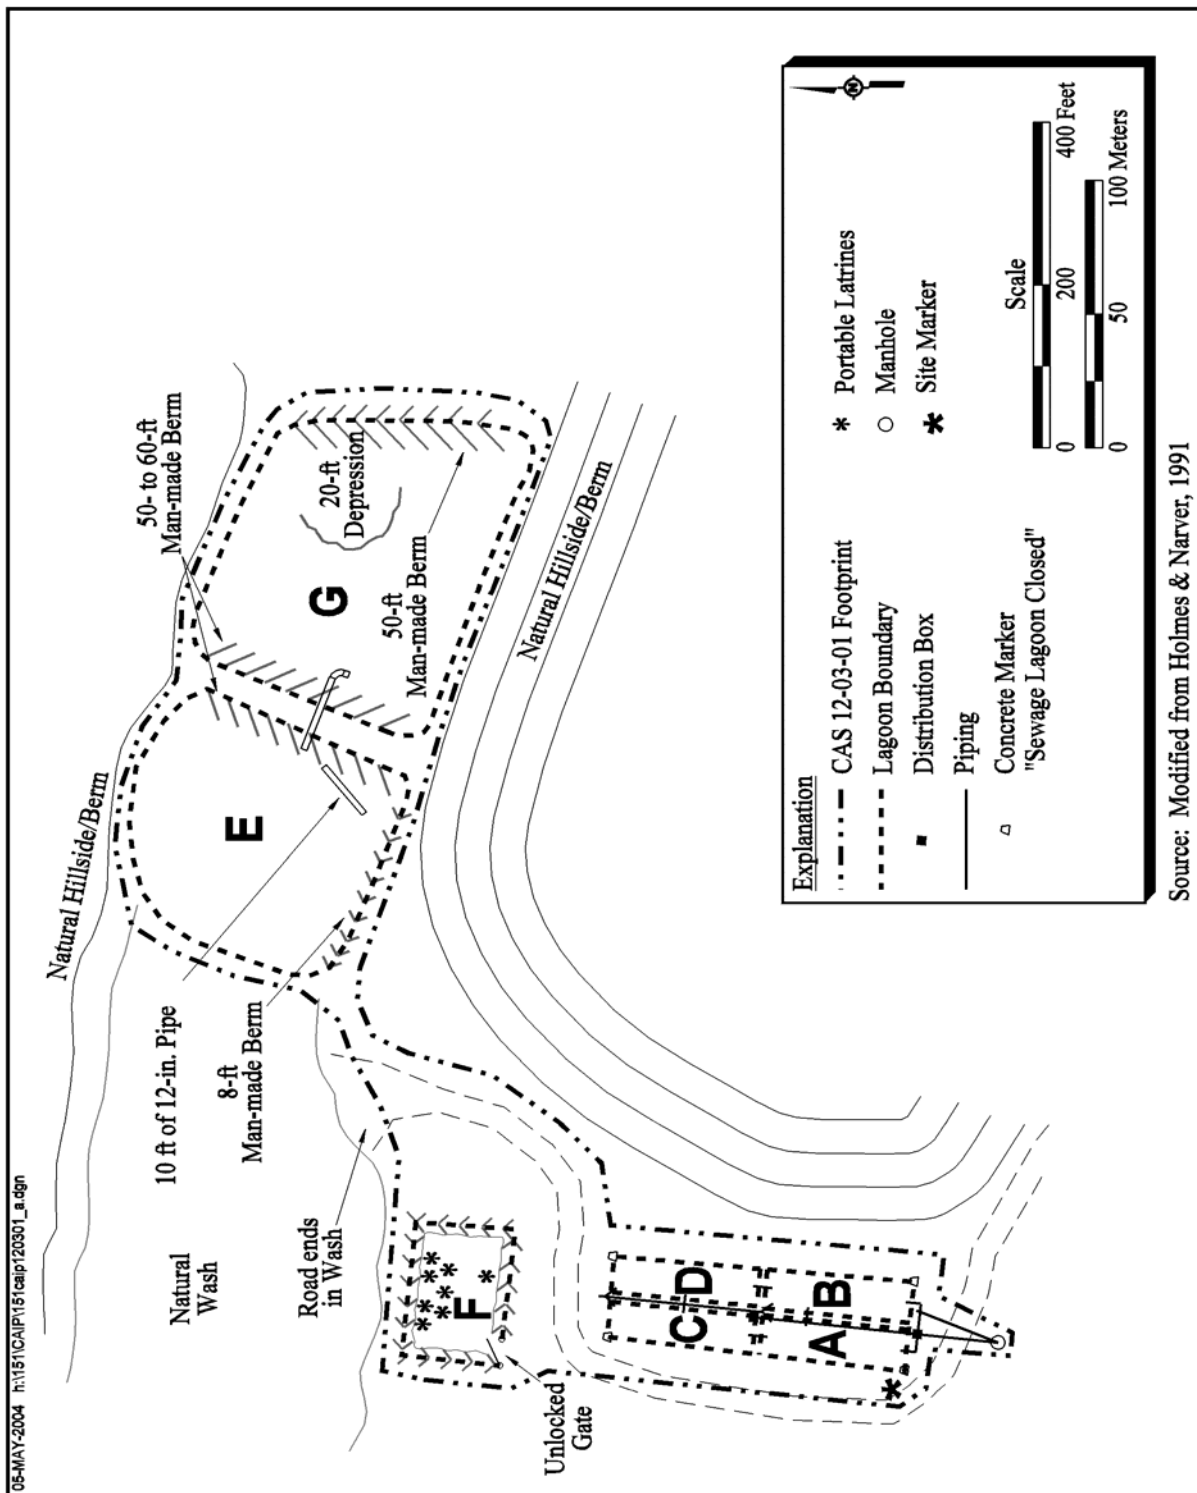 05-MAY-2004 h:\151\CAIP\151caip120301_a.dgn
Natural Hillside/Berm
50- to 60-ft
Man-made Berm
10 ft of 12-in. Pipe
8-ft
Man-made Berm
Natural
Wash
Road ends
in Wash
Unlocked
Gate
E
G
20-ft
Depression
50-ft
Man-made Berm
Natural Hillside/Berm
F
C
D
A
B
Explanation
CAS 12-03-01 Footprint
Lagoon Boundary
Distribution Box
Piping
Concrete Marker
"Sewage Lagoon Closed"
Portable Latrines
Manhole
Site Marker
N
Scale
0
200
400 Feet
0
50
100 Meters
Source: Modified from Holmes & Narver, 1991